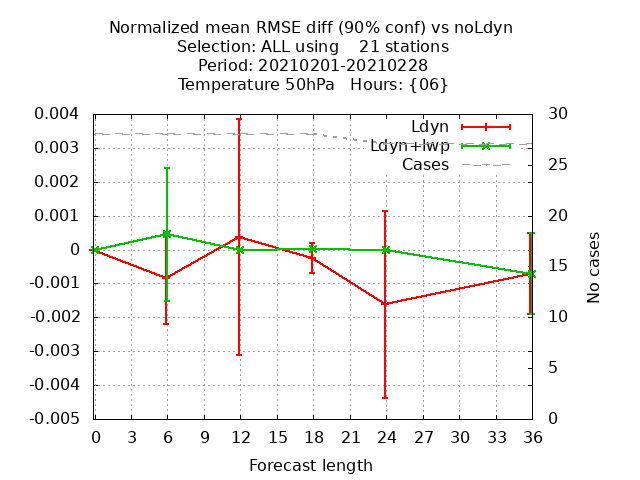 Normalized mean RMSE diff (90% conf) vs noLdyn
Selection: ALL using    21 stations
Period: 20210201-20210228
Temperature 50hPa   Hours: {06}
0.004
0.003
0.002
0.001
0
-0.001
-0.002
-0.003
-0.004
-0.005
30
25
20
15
10
5
0
No cases
Ldyn
Ldyn+lwp
Cases
0 3 6 9 12 15 18 21 24 27 30 33 36
Forecast length